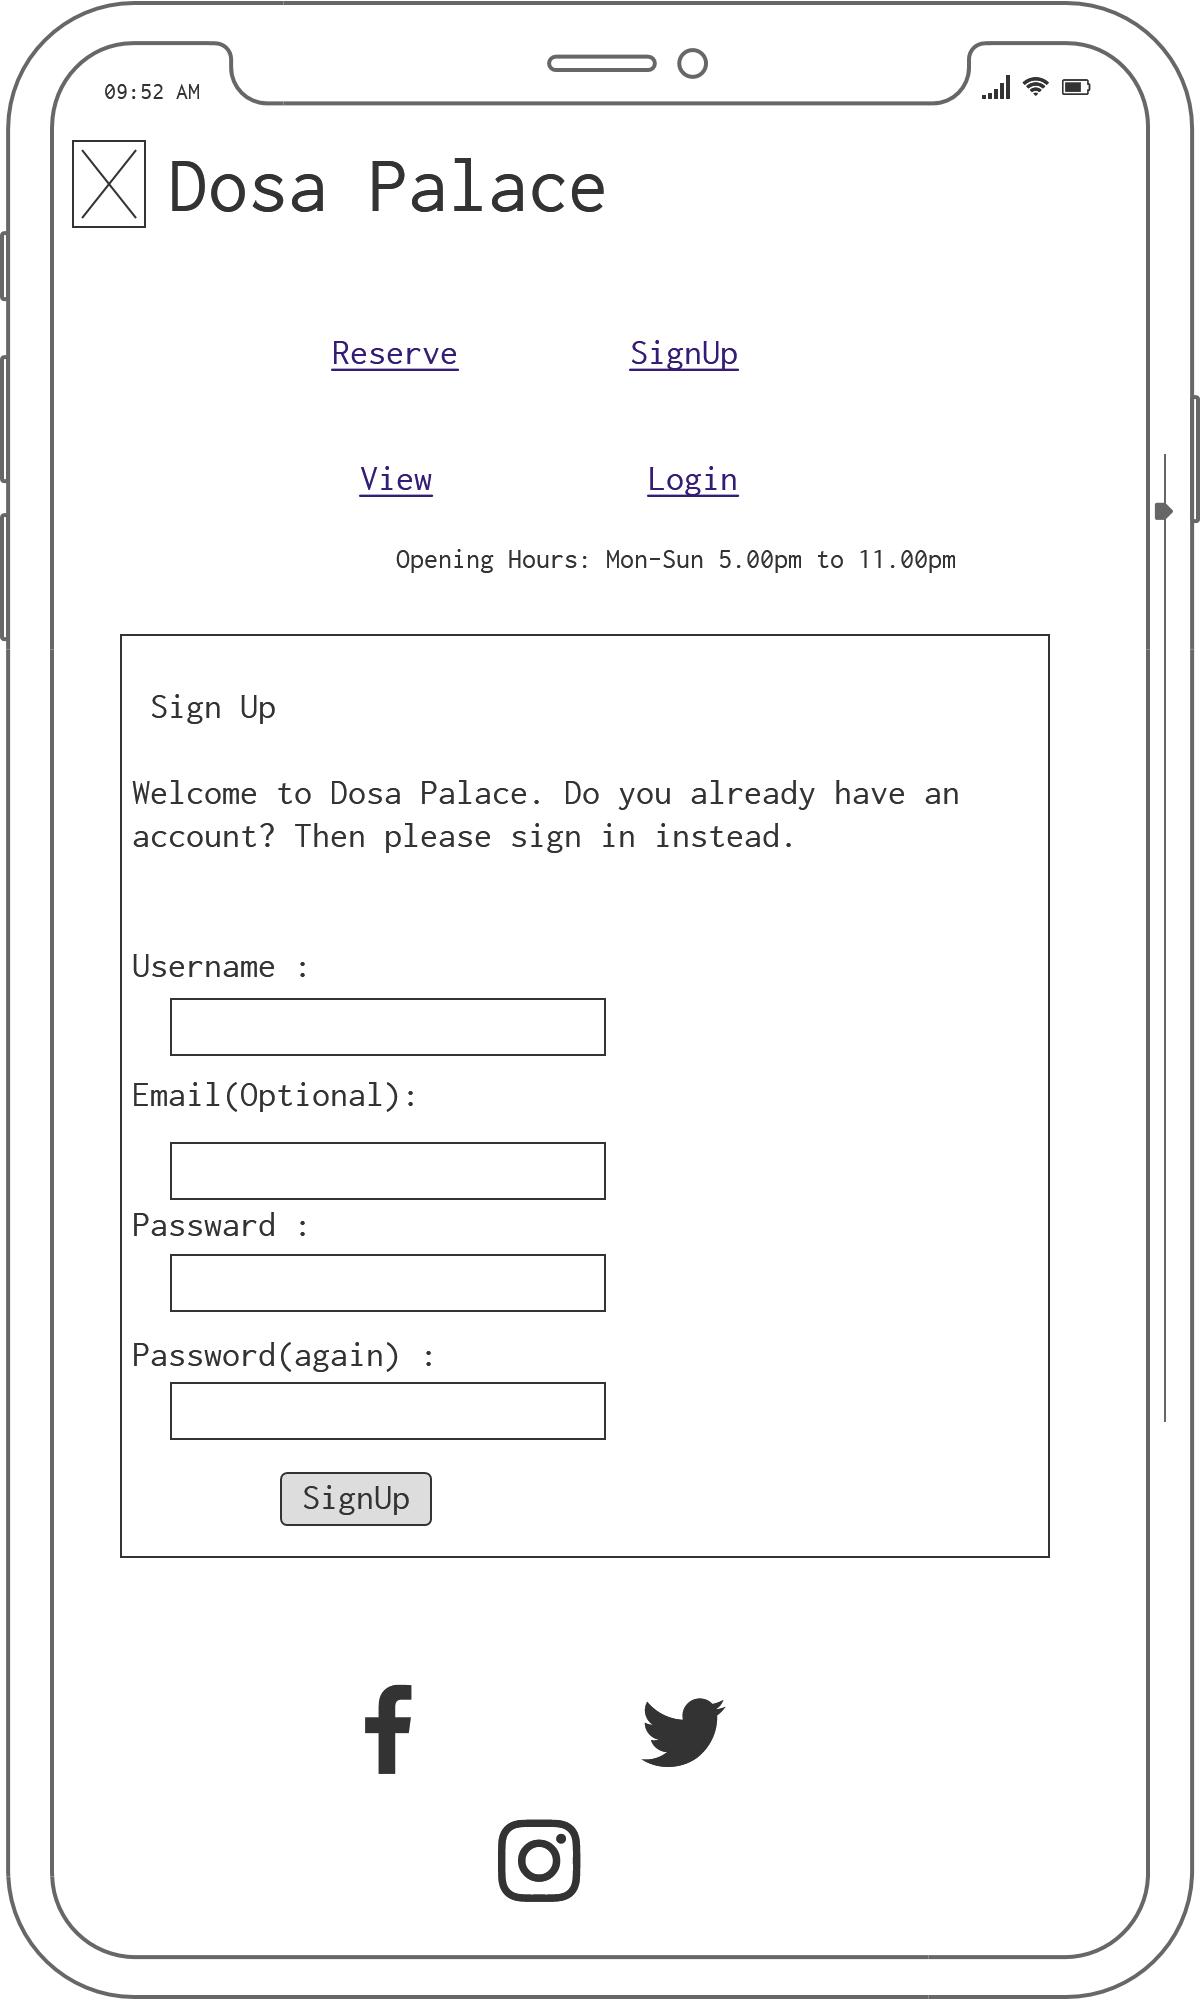 09:52 AM
Dosa Palace
Reserve SignUp
View Login
Opening Hours: Mon-Sun 5.00pm to 11.00pm
Sign Up
Welcome to Dosa Palace. Do you already have an
account? Then please sign in instead.
Username :
Email(Optional):
Passward :
Password(again) :
SignUp